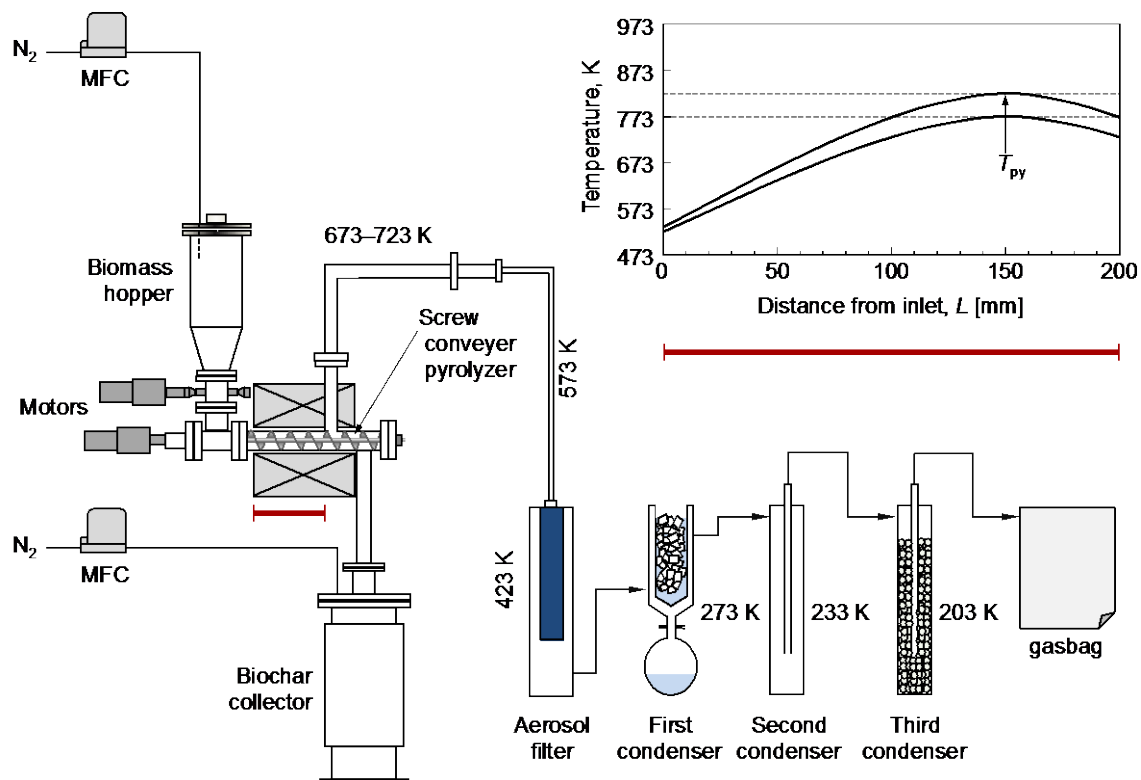 N2
MFC
Biomass
hopper
Motors
N2
MFC
Biochar
collector
673–723 K
Screw
conveyer
pyrolyzer
573 K
423 K
Aerosol
filter
First
condenser
273 K
Second
condenser
233 K
Third
condenser
203 K
gasbag
Temperature, K
973
873
773
673
573
473
Tpy
0
50
100
150
200
Distance from inlet, L [mm]